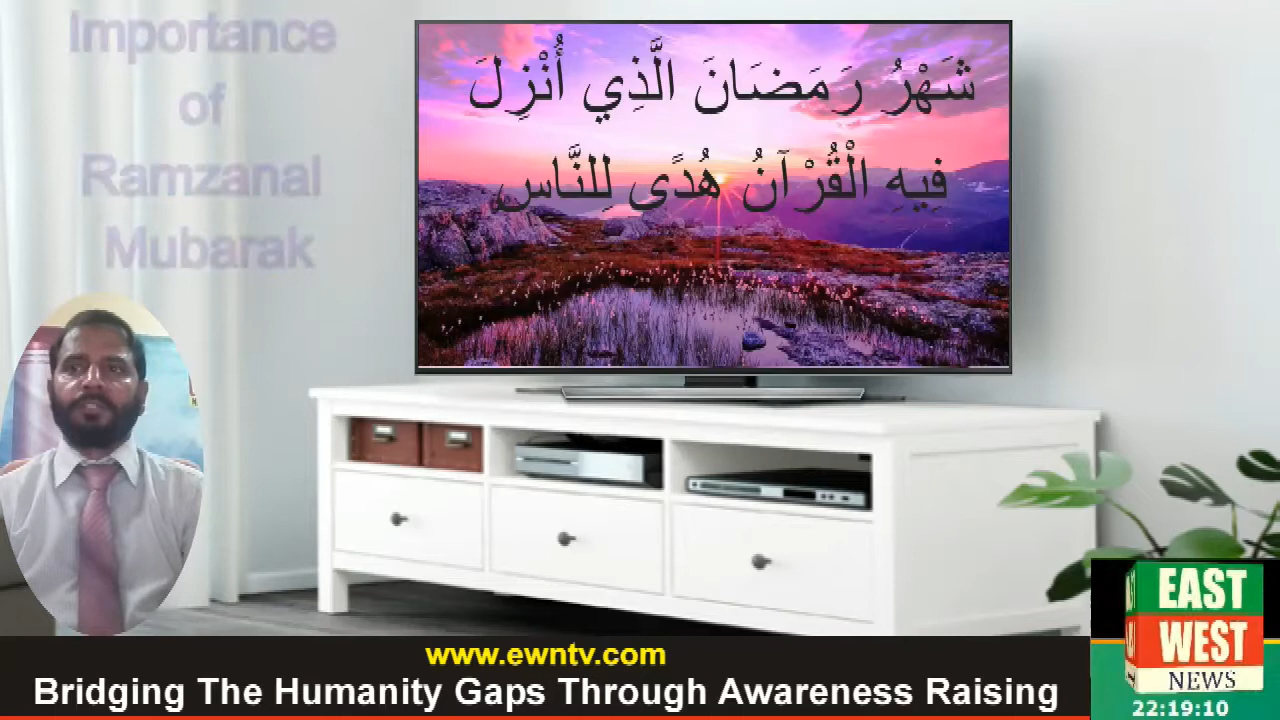 Importance
of
Ramzanal
Mubarak
شَهْرُ رَمَضَانَ الَّذِي أُنْزِلَ
فِيهِ الْقُرْآنُ هُدًى لِلنَّاسِ
www.ewntv.com
Bridging The Humanity Gaps Through Awareness Raising
EAST
WEST
NEWS
22:19:10